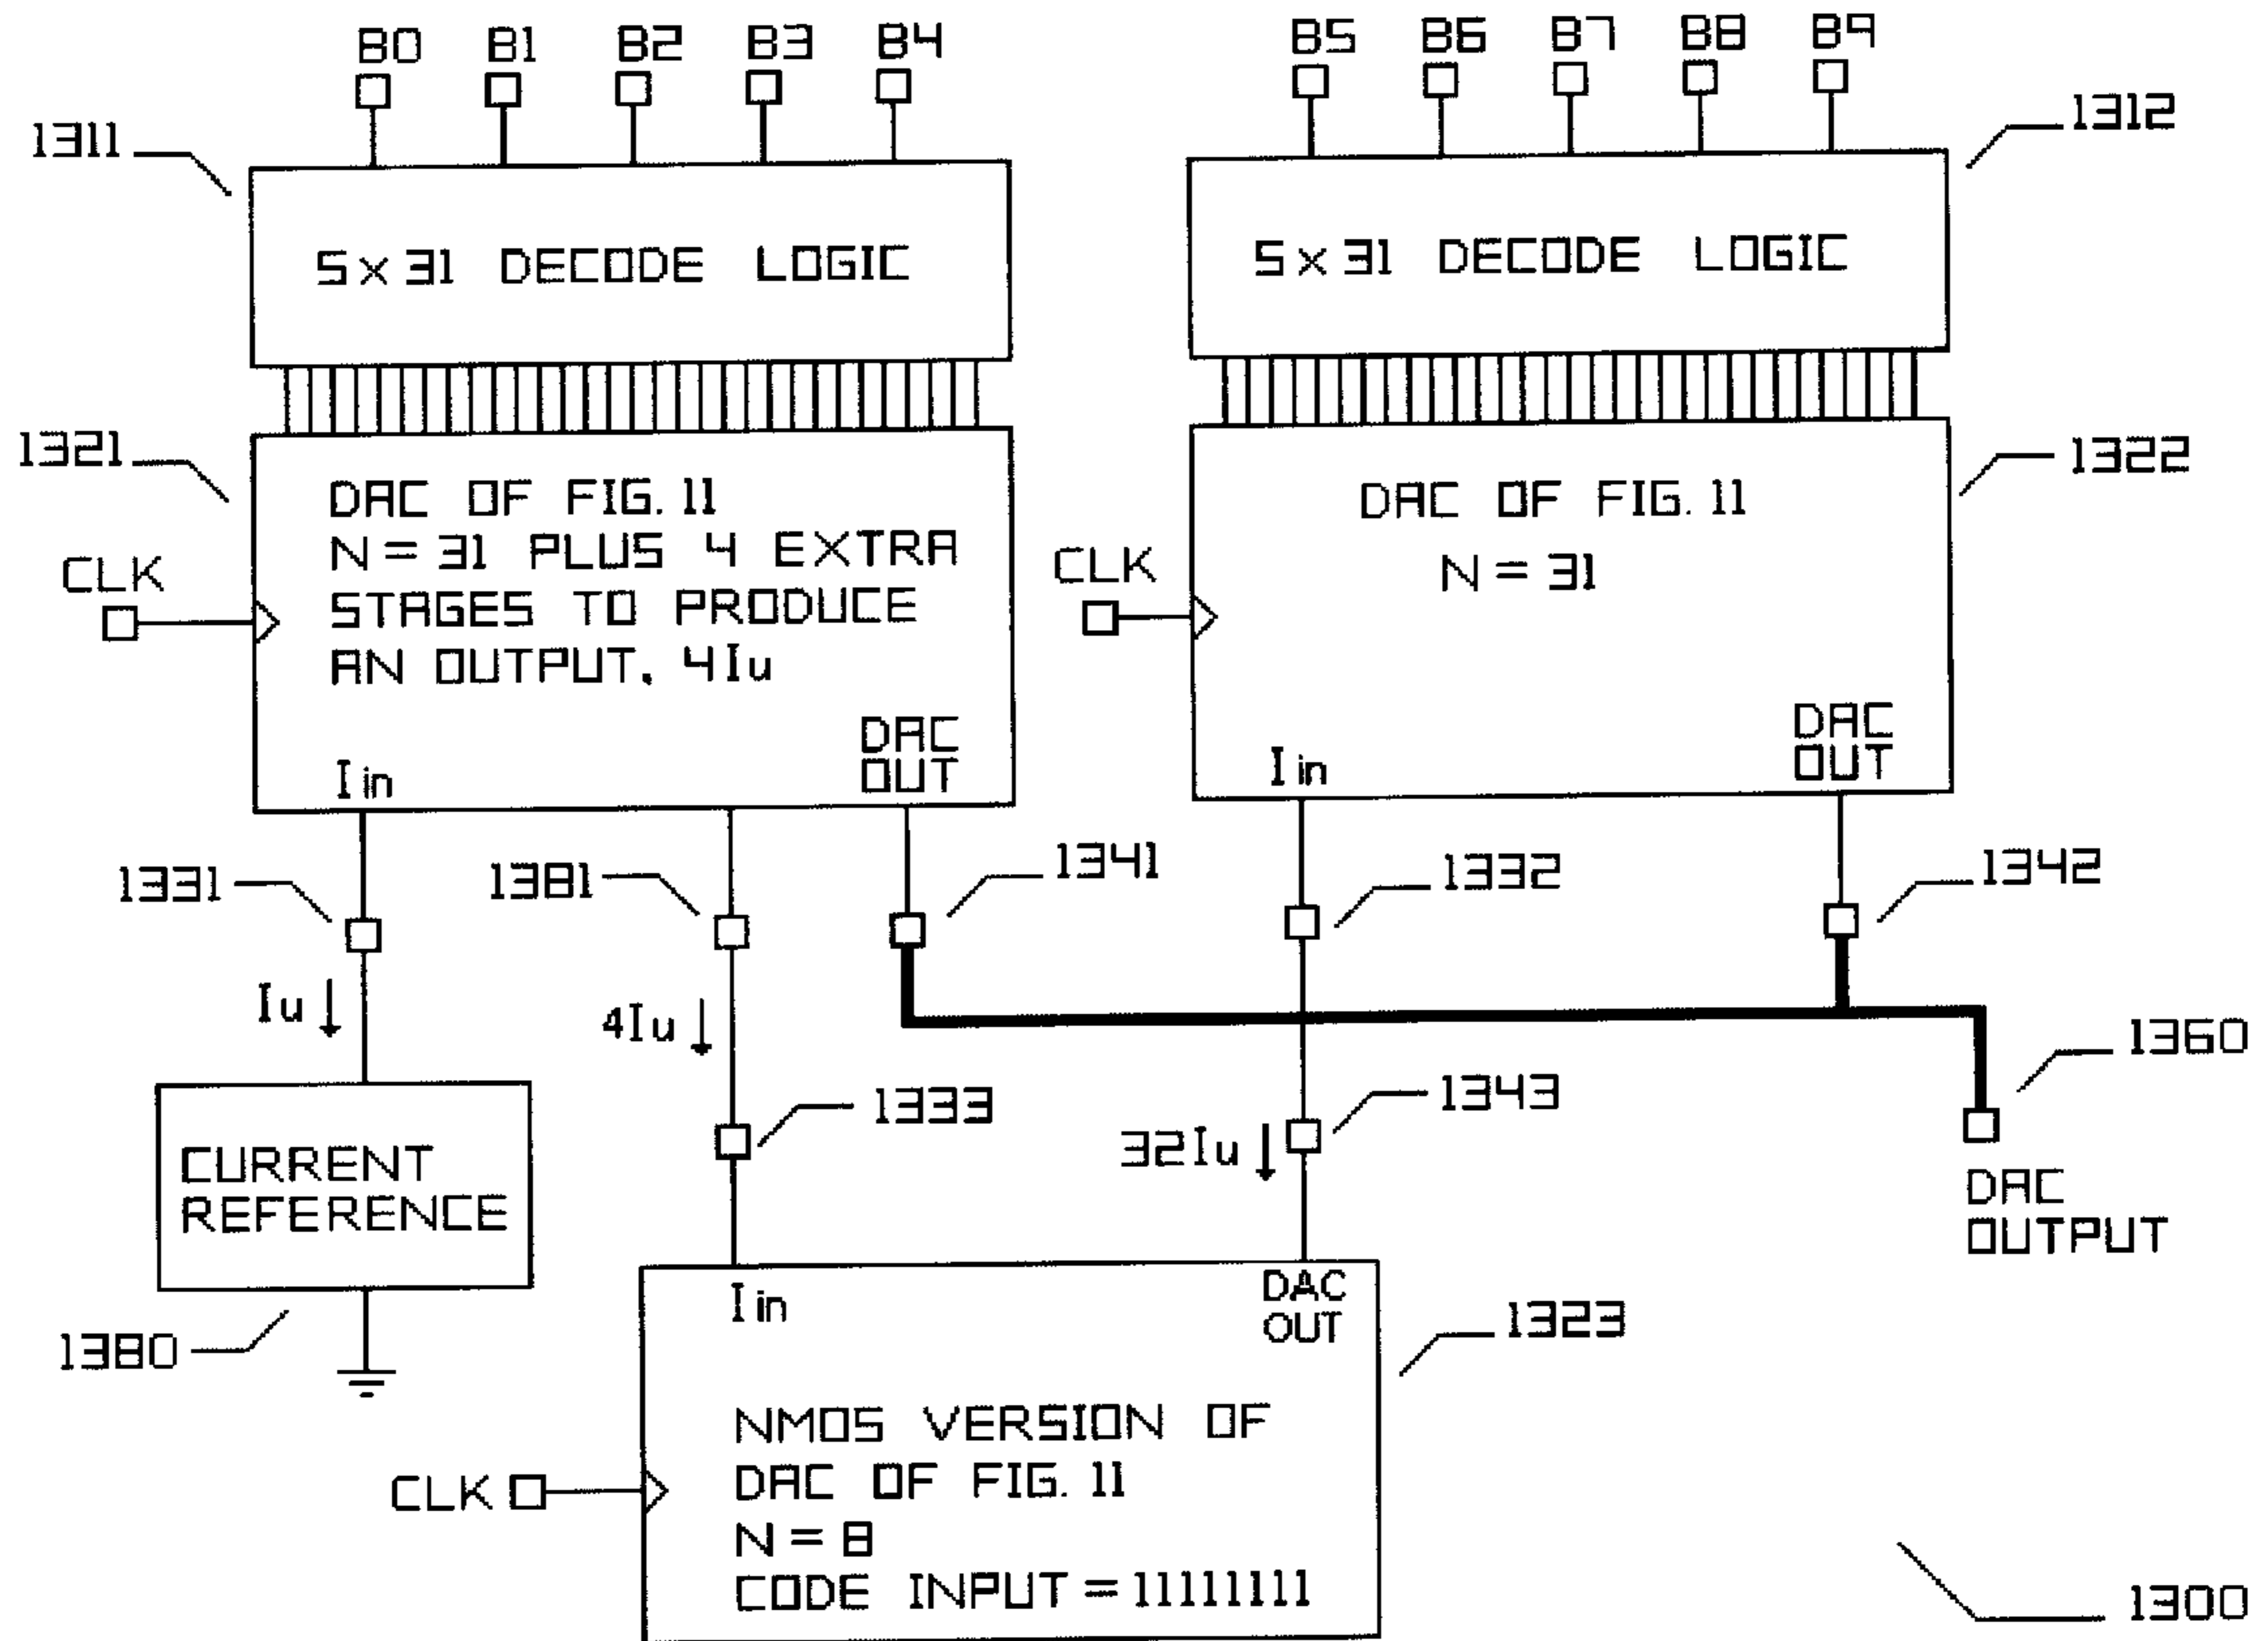 B0 B1 B2 B3 B4 B5 B6 B7 B8 B9
1311
1312
5x31 DECODE LOGIC
5x31 DECODE LOGIC
1321
DAC OF FIG. 11
N = 31 PLUS 4 EXTRA
STAGES TO PRODUCE
AN OUTPUT, 4Iu
CLK
Iin
DAC
OUT
1322
DAC OF FIG. 11
N = 31
CLK
Iin
DAC
OUT
1331
1381
1341
1332
1342
Iu
4Iu
1333
1343
32Iu
1360
DAC
OUTPUT
CURRENT
REFERENCE
1380
Iin
DAC
OUT
1323
NMOS VERSION OF
DAC OF FIG. 11
N = 8
CODE INPUT = 11111111
CLK
1300